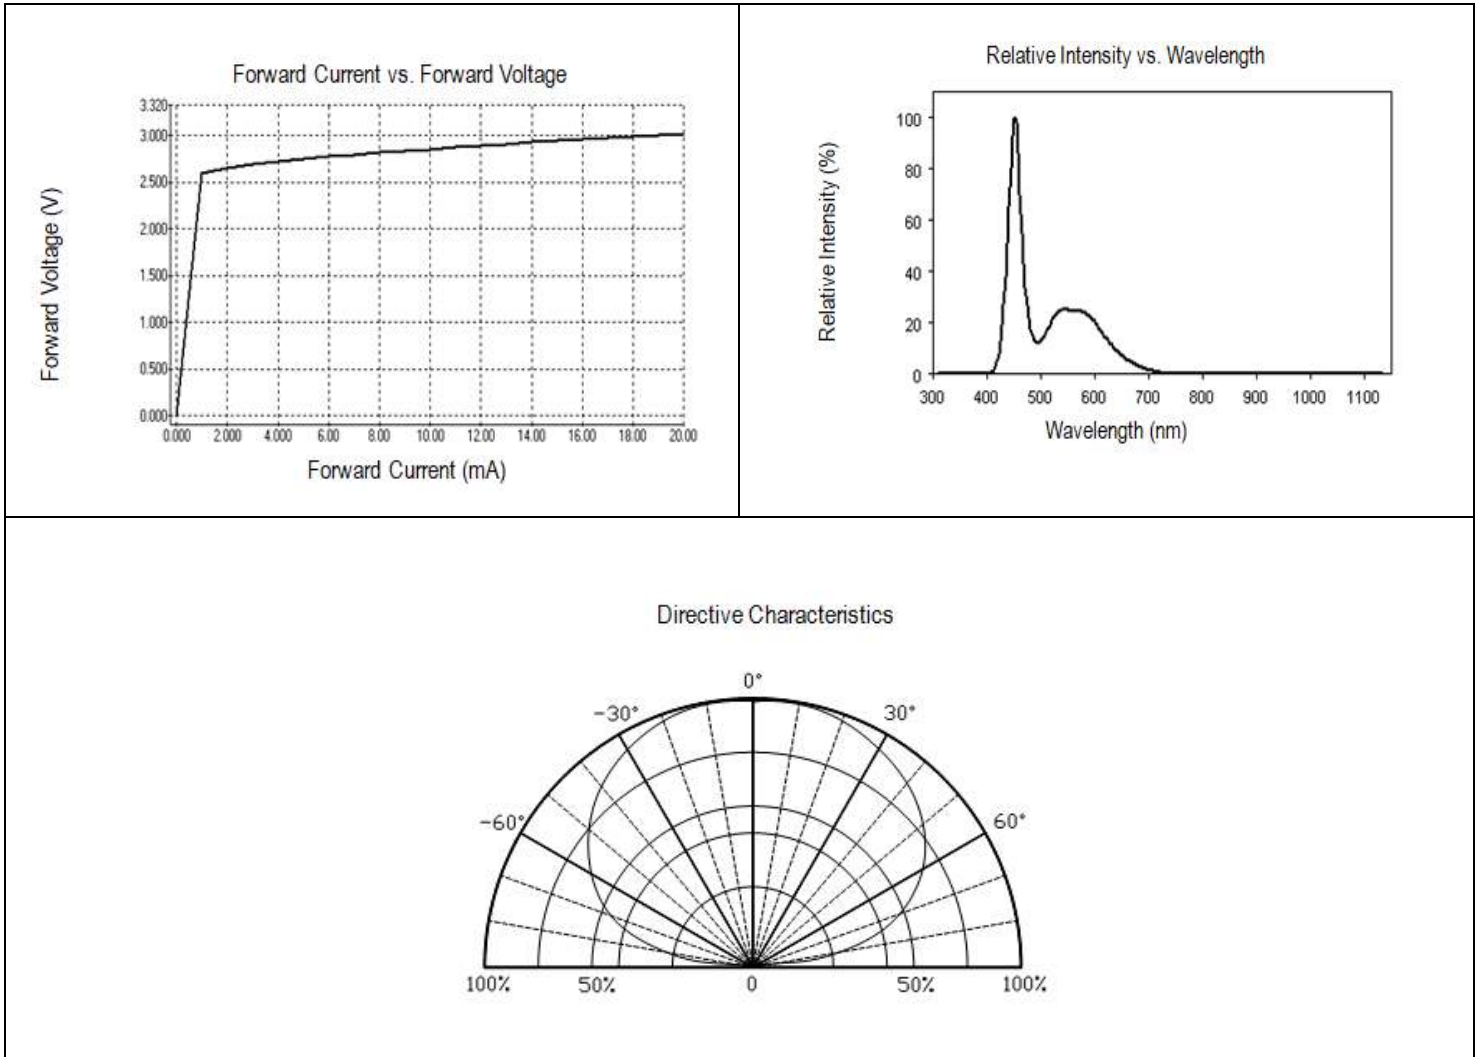 Forward Current vs. Forward Voltage
3.320
3.000
2.500
2.000
1.500
1.000
0.500
0.000
0.000 2.000 4.000 6.00 8.00 10.00 12.00 14.00 16.00 18.00 20.00
Forward Voltage (V)
Forward Current (mA)
Relative Intensity vs. Wavelength
100
80
60
40
20
0
300 400 500 600 700 800 900 1000 1100
Relative Intensity (%)
Wavelength (nm)
Directive Characteristics
0°
-30° 30°
-60° 60°
100% 50% 0 50% 100%